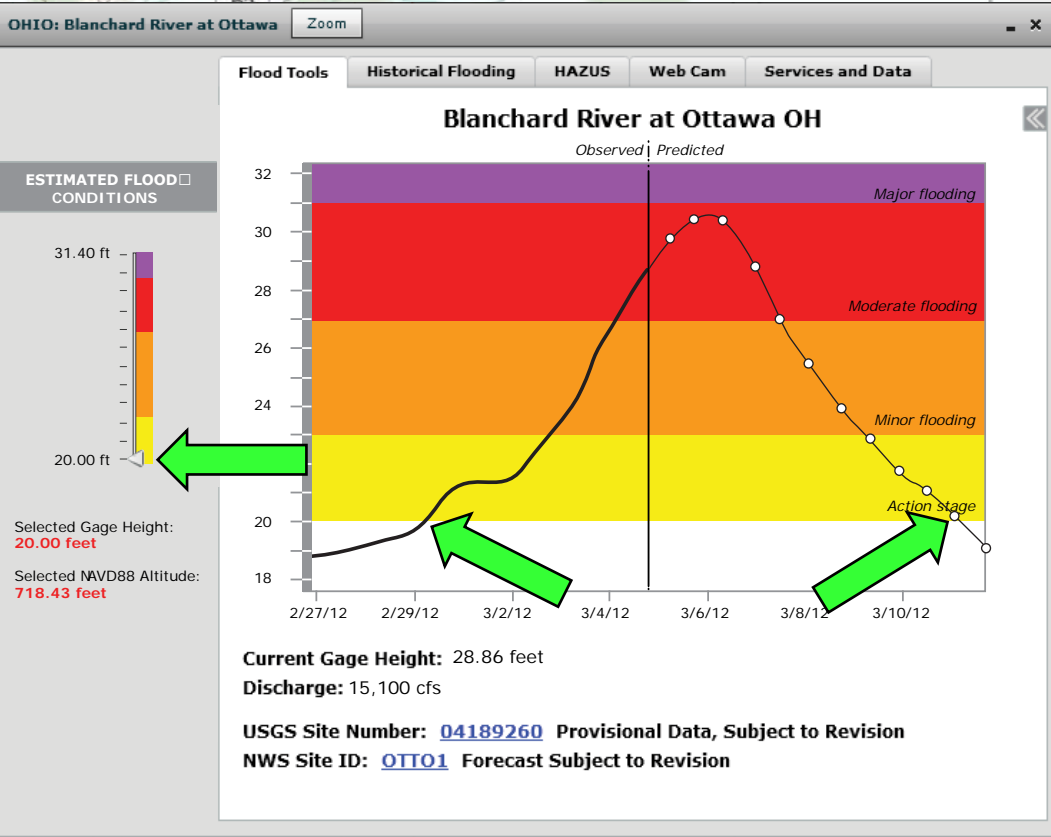 OHIO: Blanchard River at Ottawa Zoom
Flood Tools Historical Flooding HAZUS Web Cam Services and Data
Blanchard River at Ottawa OH
Observed Predicted
ESTIMATED FLOOD□
CONDITIONS
31.40 ft
20.00 ft
Selected Gage Height:
20.00 feet
Selected NAVD88 Altitude:
718.43 feet
32
30
28
26
24
20
18
Major flooding
Moderate flooding
Minor flooding
Action stage
2/27/12 2/29/12 3/2/12 3/4/12 3/6/12 3/8/12 3/10/12
Current Gage Height: 28.86 feet
Discharge: 15,100 cfs
USGS Site Number: 04189260 Provisional Data, Subject to Revision
NWS Site ID: OTTO1 Forecast Subject to Revision